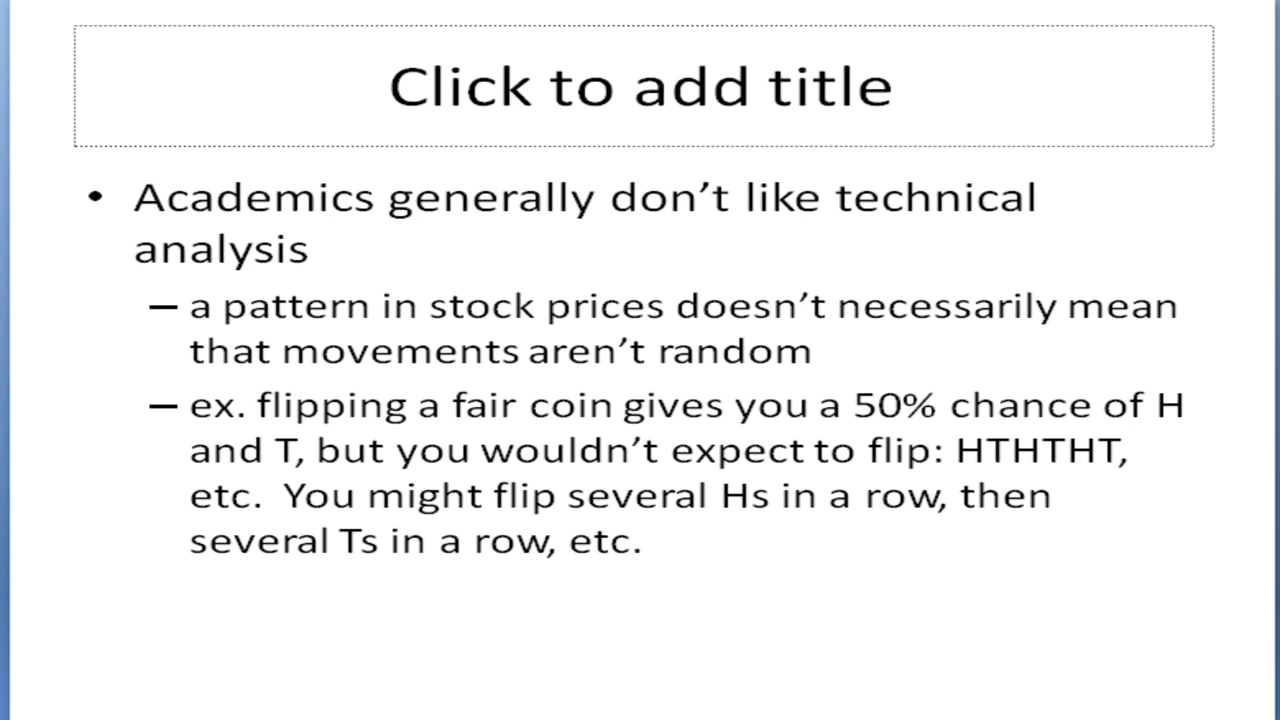 Click to add title
• Academics generally don’t like technical
analysis
– a pattern in stock prices doesn’t necessarily mean
that movements aren’t random
– ex. flipping a fair coin gives you a 50% chance of H
and T, but you wouldn’t expect to flip: HTHTHT,
etc.  You might flip several Hs in a row, then
several Ts in a row, etc.